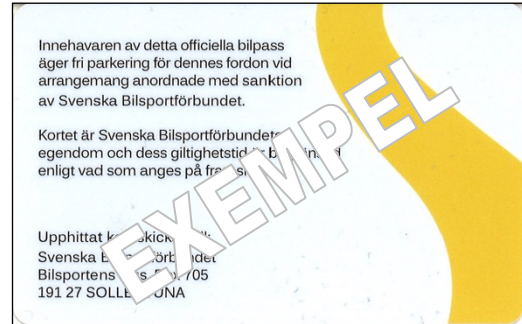 Innehavaren av detta officiella bilpass
äger fri parkering för dennes fordon vid
arrangemang anordnade med sanktion
av Svenska Bilsportförbundet.
Kortet är Svenska Bilsportförbundets
egendom och dess giltighetstid
enligt vad som anges på
Upphittat
Svenska
Bilsportens 705
191 27
EXEMPEL